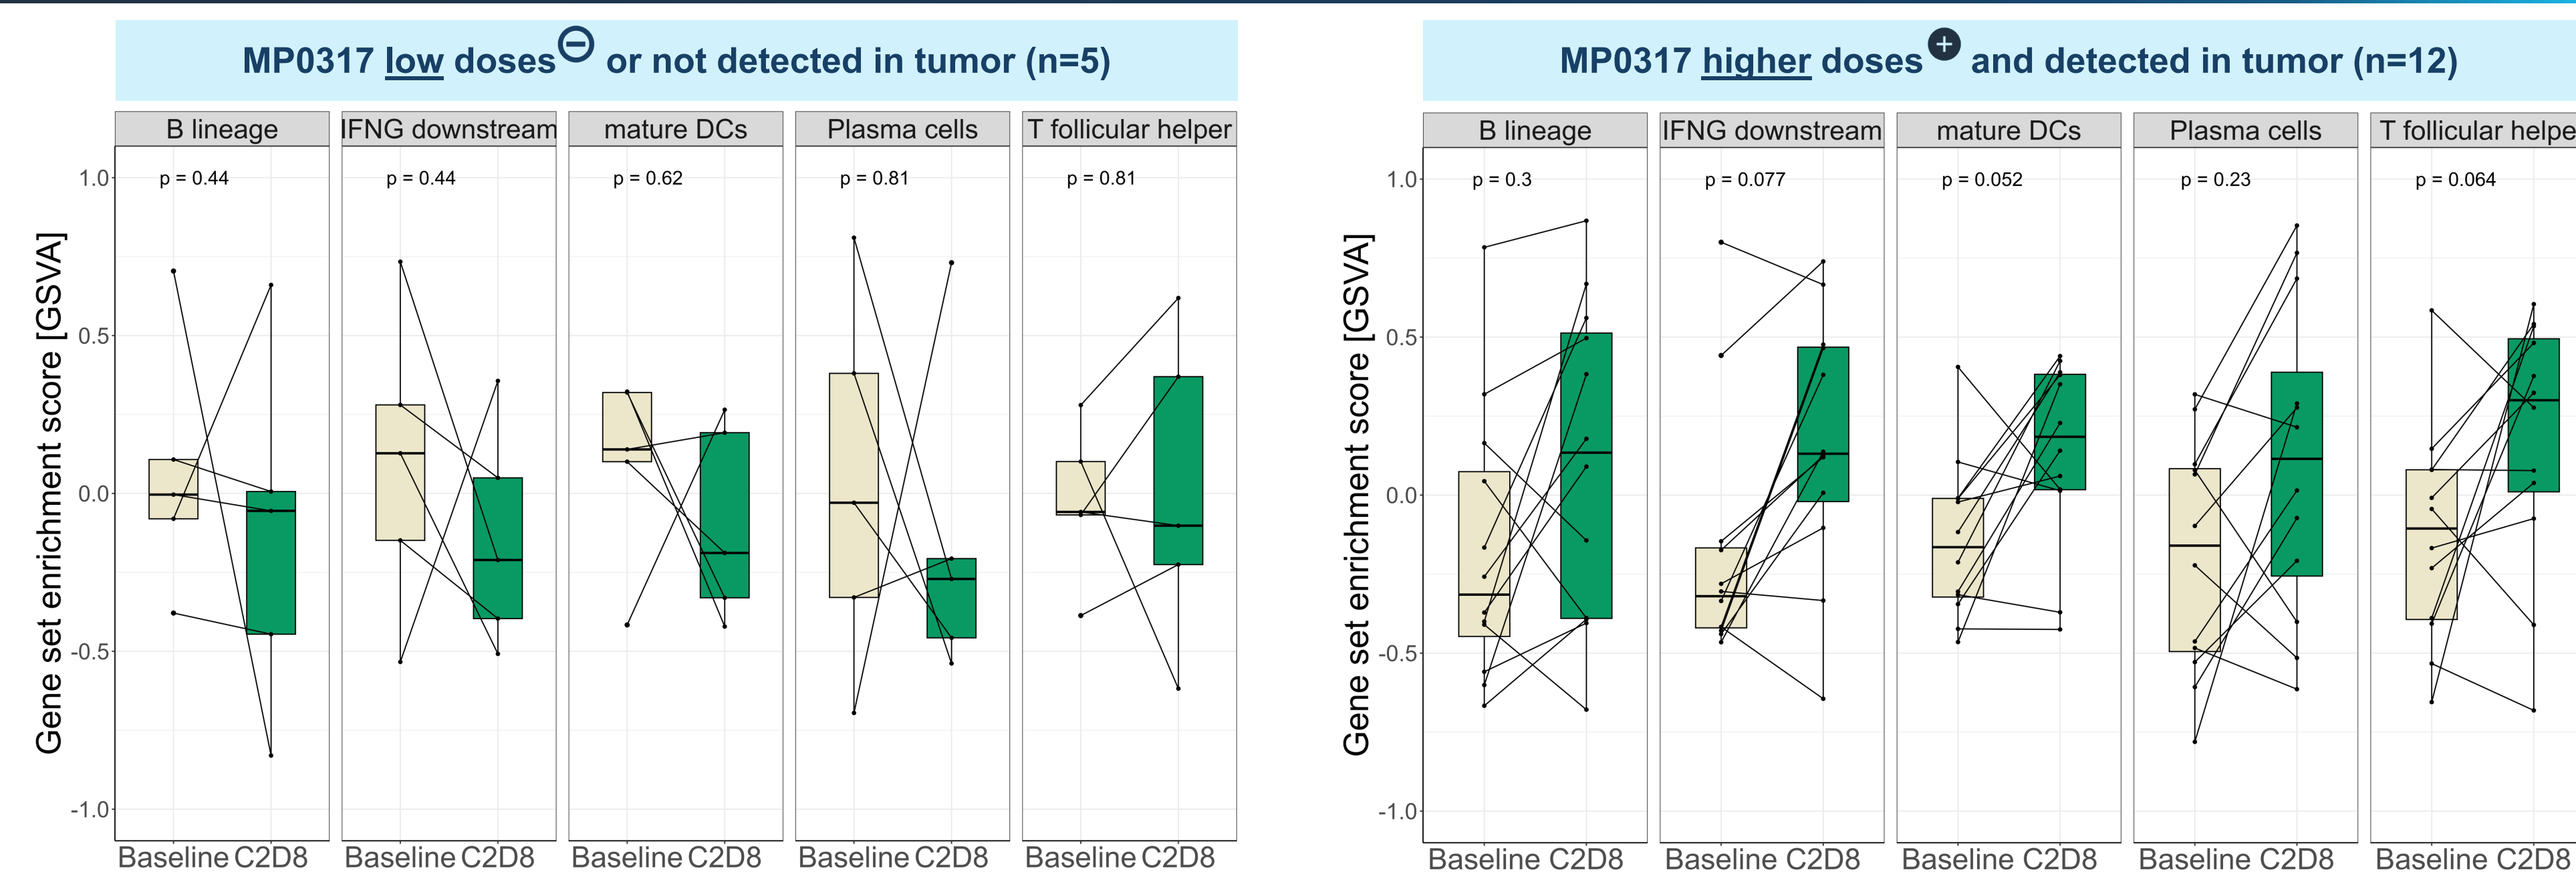 MP0317 low doses⊖ or not detected in tumor (n=5)
B lineage IFNG downstream mature DCs Plasma cells T follicular helper
p = 0.44 p = 0.44 p = 0.62 p = 0.81 p = 0.81
Gene set enrichment score [GSVA]
1.0
0.5
0.0
-0.5
-1.0
Baseline C2D8 Baseline C2D8 Baseline C2D8 Baseline C2D8 Baseline C2D8
MP0317 higher doses+ and detected in tumor (n=12)
B lineage IFNG downstream mature DCs Plasma cells T follicular helpe
p = 0.3 p = 0.077 p = 0.052 p = 0.23 p = 0.064
Gene set enrichment score [GSVA]
1.0
0.5
0.0
-0.5
-1.0
Baseline C2D8 Baseline C2D8 Baseline C2D8 Baseline C2D8 Baseline C2D8